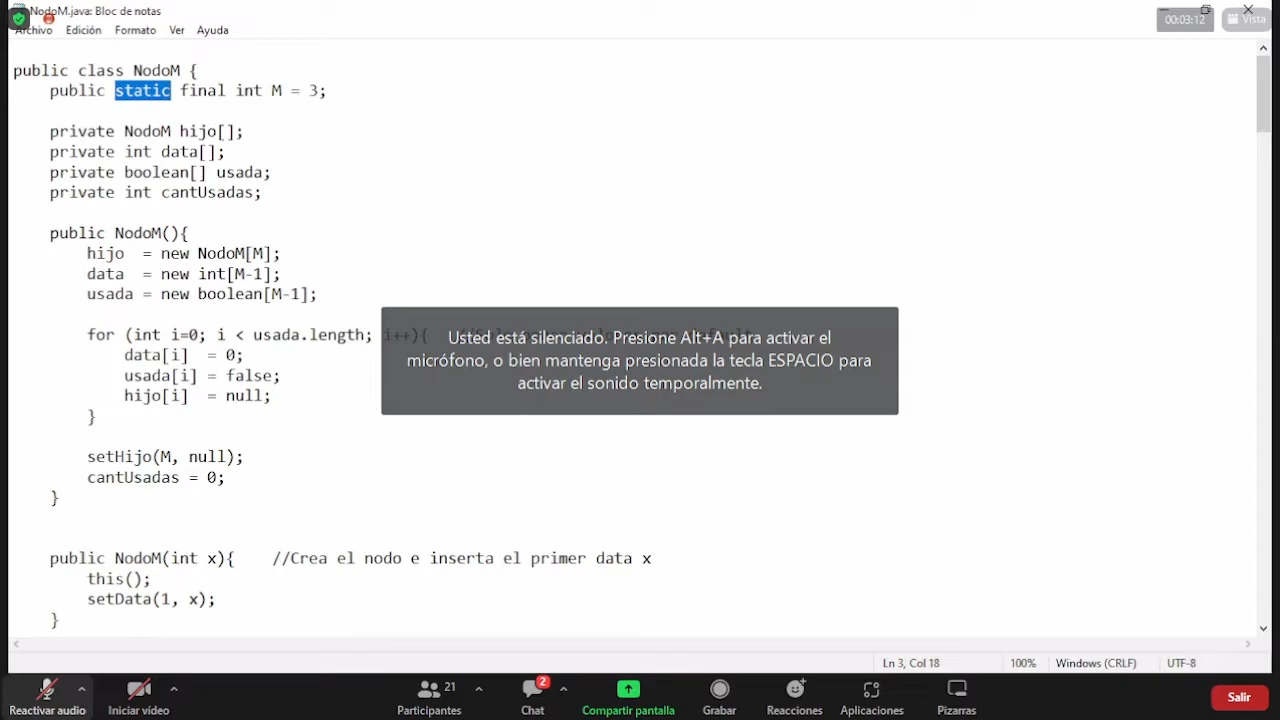 NodoM.java: Bloc de notas
00:03:12
Vista
Archivo Edición Formato Ver Ayuda
public class NodoM {
public static final int M = 3;
private NodoM hijo[];
private int data[];
private boolean[] usada;
private int cantUsadas;
public NodoM(){
hijo = new NodoM[M];
data = new int[M-1];
usada = new boolean[M-1];
for (int i=0; i < usada.length; i++){
data[i] = 0;
usada[i] = false;
hijo[i] = null;
}
setHijo(M, null);
cantUsadas = 0;
}
Usted está silenciado. Presione Alt+A para activar el
micrófono, o bien mantenga presionada la tecla ESPACIO para
activar el sonido temporalmente.
public NodoM(int x){ //Crea el nodo e inserta el primer data x
this();
setData(1, x);
}
Ln 3, Col 18 100% Windows (CRLF) UTF-8
Reactivar audio Iniciar vídeo 21 Participantes 2 Chat Compartir pantalla Grabar Reacciones Aplicaciones Pizarras Salir